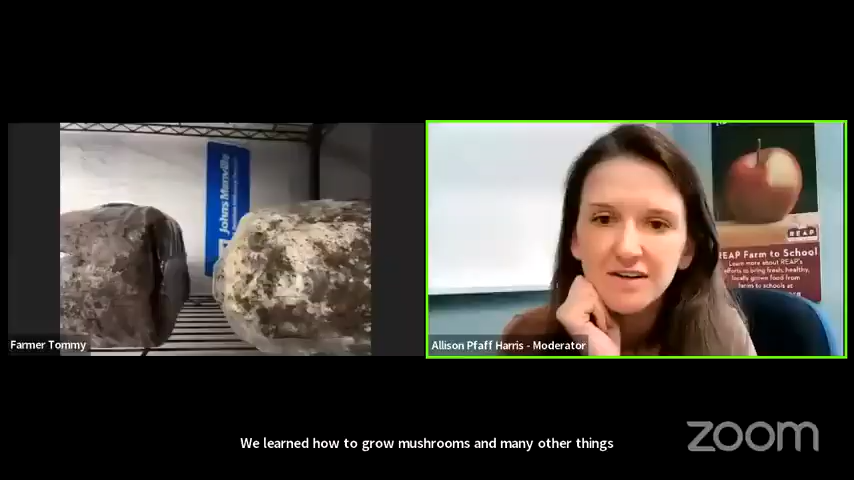 Johns Manville
REAP
REAP Farm to School
Learn more about REAP's
efforts to bring fresh, healthy,
locally grown food from
farms to schools at
Farmer Tommy
Allison Pfaff Harris - Moderator
We learned how to grow mushrooms and many other things
zoom